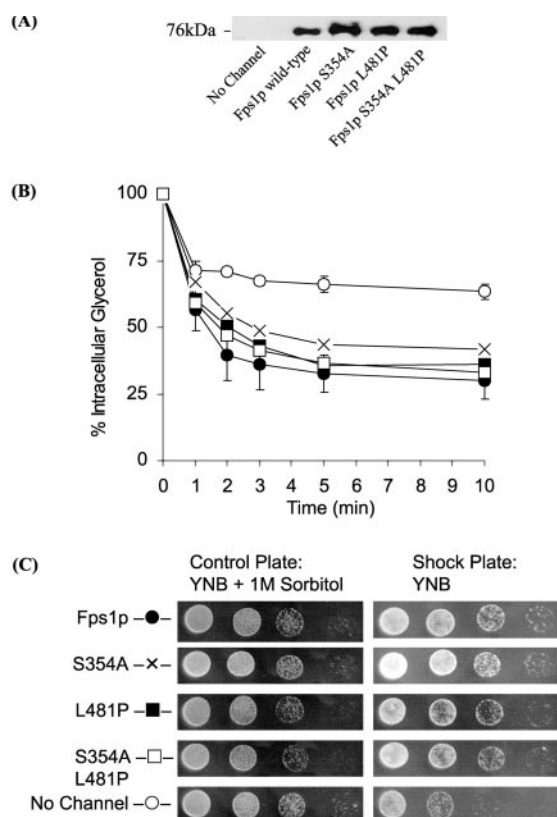 (A)
76kDa -
No Channel
Fps1p wild-type
Fps1p S354A
Fps1p L481P
Fps1p S354A L481P
(B)
100
75
50
25
0
% Intracellular Glycerol
0 1 2 3 4 5 6 7 8 9 10
Time (min)
(C)
Control Plate:
YNB + 1M Sorbitol
Shock Plate:
YNB
Fps1p
S354A
L481P
S354A
L481P
No Channel